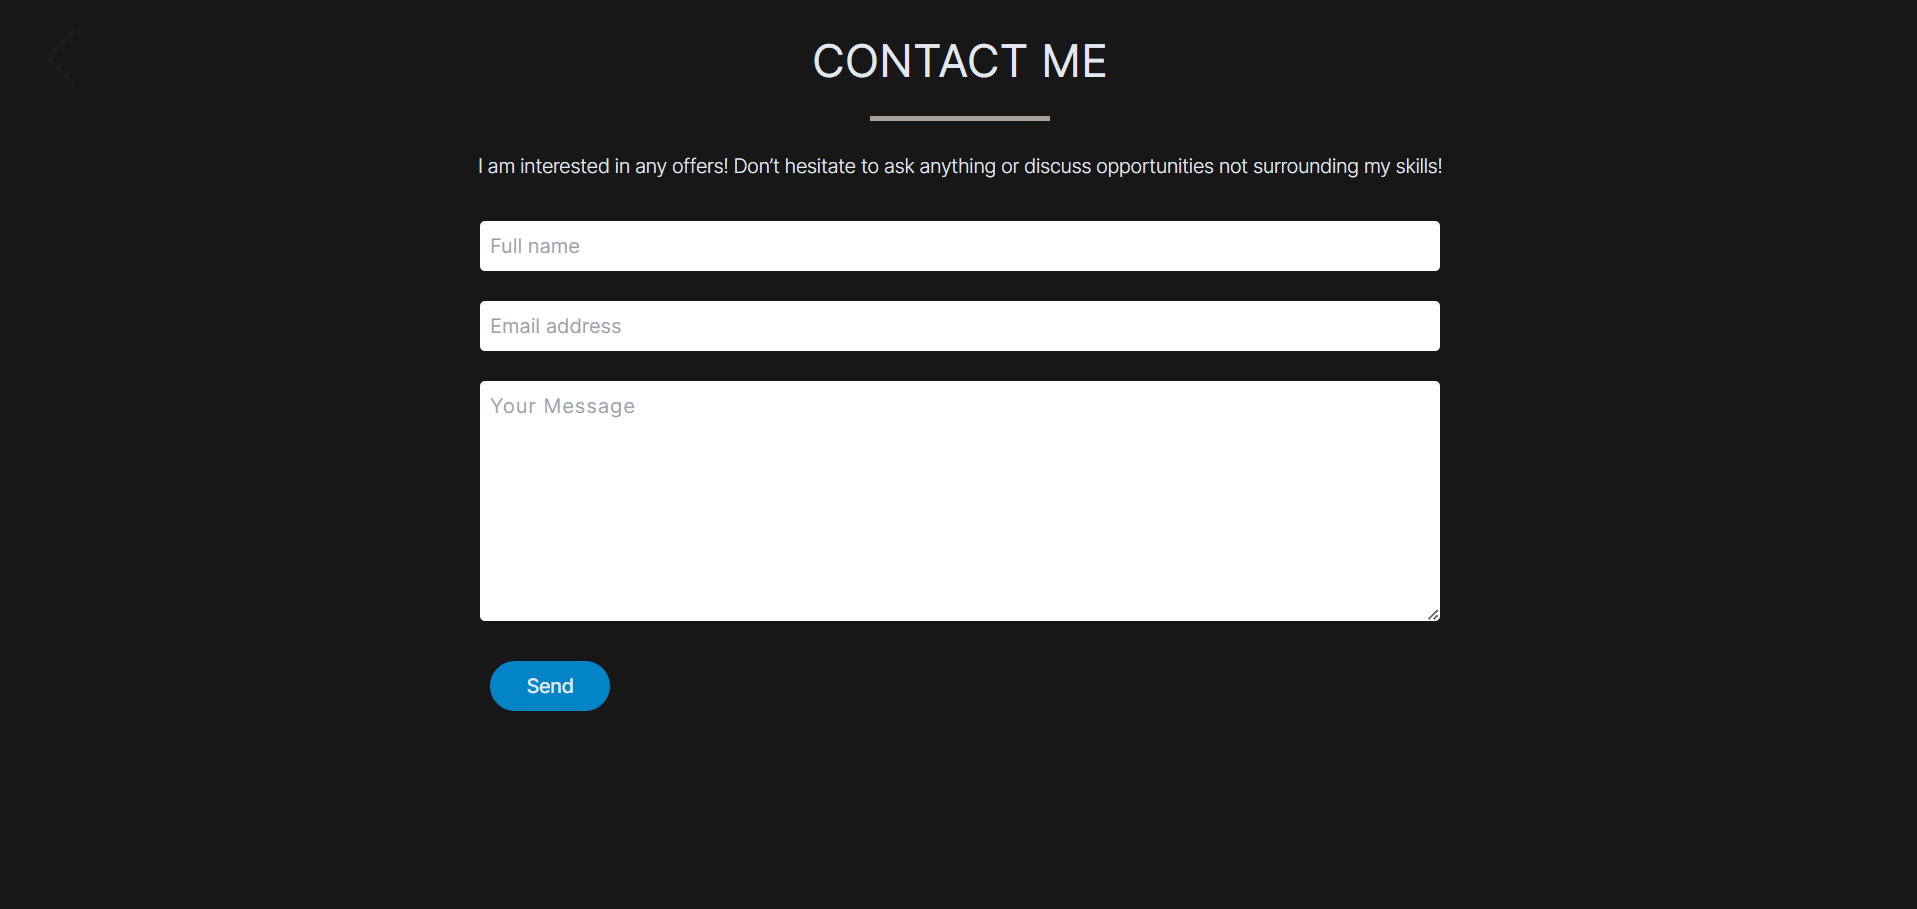 CONTACT ME
I am interested in any offers! Don’t hesitate to ask anything or discuss opportunities not surrounding my skills!
Full name
Email address
Your Message
Send